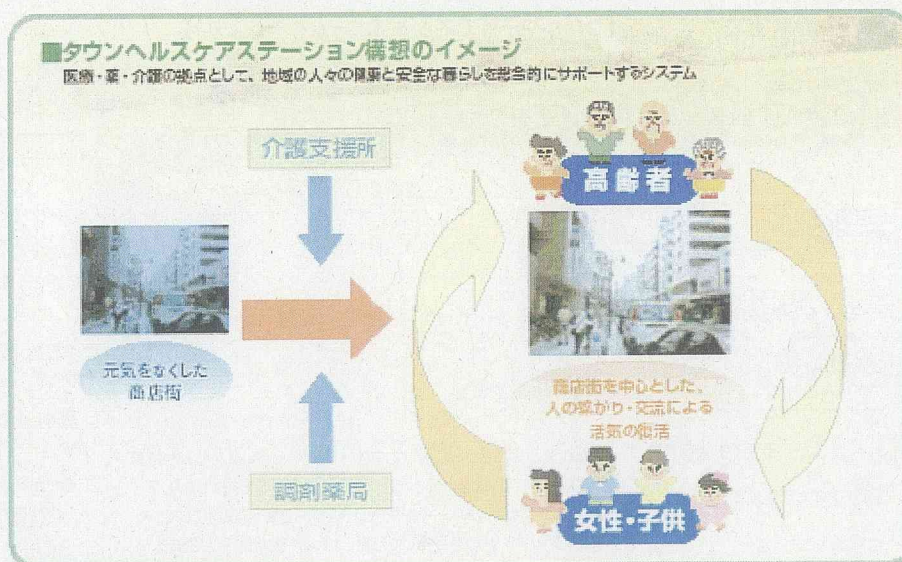 ■タウンヘルスケアステーション構想のイメージ
医療・薬・介護の拠点として、地域の人々の健康と安全な暮らしを総合的にサポートするシステム
介護支援所
高齢者
元気をなくした
商店街
商店街を中心とした、
人の繋がり・交流による
活気の復活
調剤薬局
女性・子供